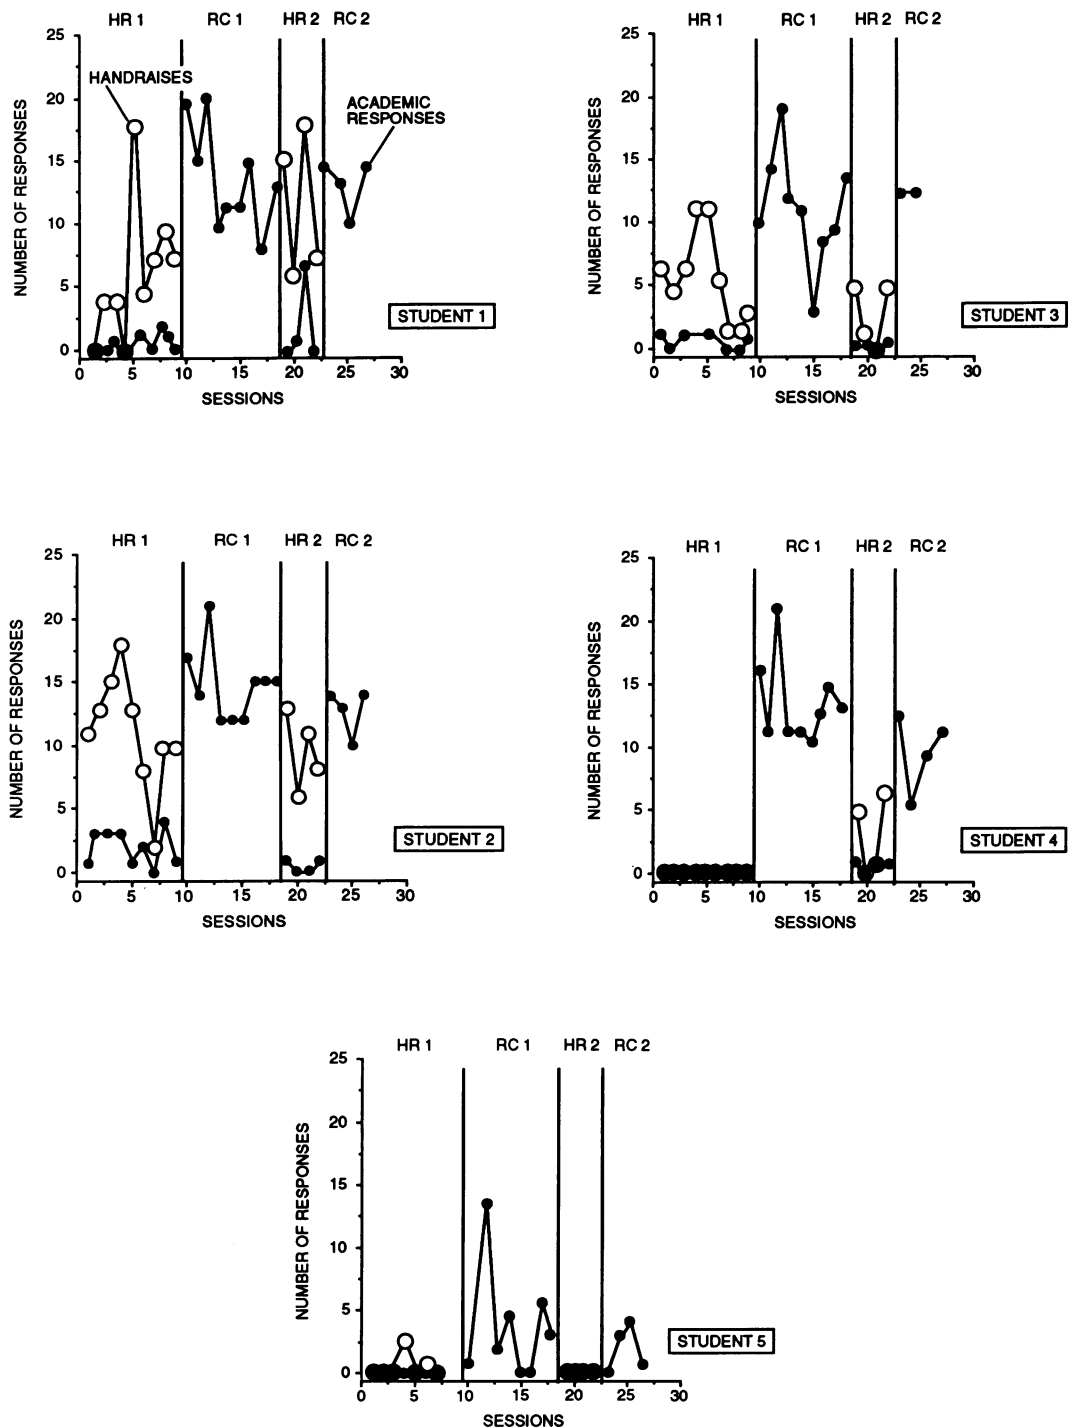 HR 1 RC 1 HR 2 RC 2
25
20
15
10
5
0
NUMBER OF RESPONSES
HANDRAISES
ACADEMIC
RESPONSES
STUDENT 1
0 5 10 15 20 25 30
SESSIONS
HR 1 RC 1 HR 2 RC 2
25
20
15
10
5
0
NUMBER OF RESPONSES
STUDENT 3
0 5 10 15 20 25 30
SESSIONS
HR 1 RC 1 HR 2 RC 2
25
20
15
10
5
0
NUMBER OF RESPONSES
STUDENT 2
0 5 10 15 20 25 30
SESSIONS
HR 1 RC 1 HR 2 RC 2
25
20
15
10
5
0
NUMBER OF RESPONSES
STUDENT 4
0 5 10 15 20 25 30
SESSIONS
HR 1 RC 1 HR 2 RC 2
25
20
15
10
5
0
NUMBER OF RESPONSES
STUDENT 5
0 5 10 15 20 25 30
SESSIONS